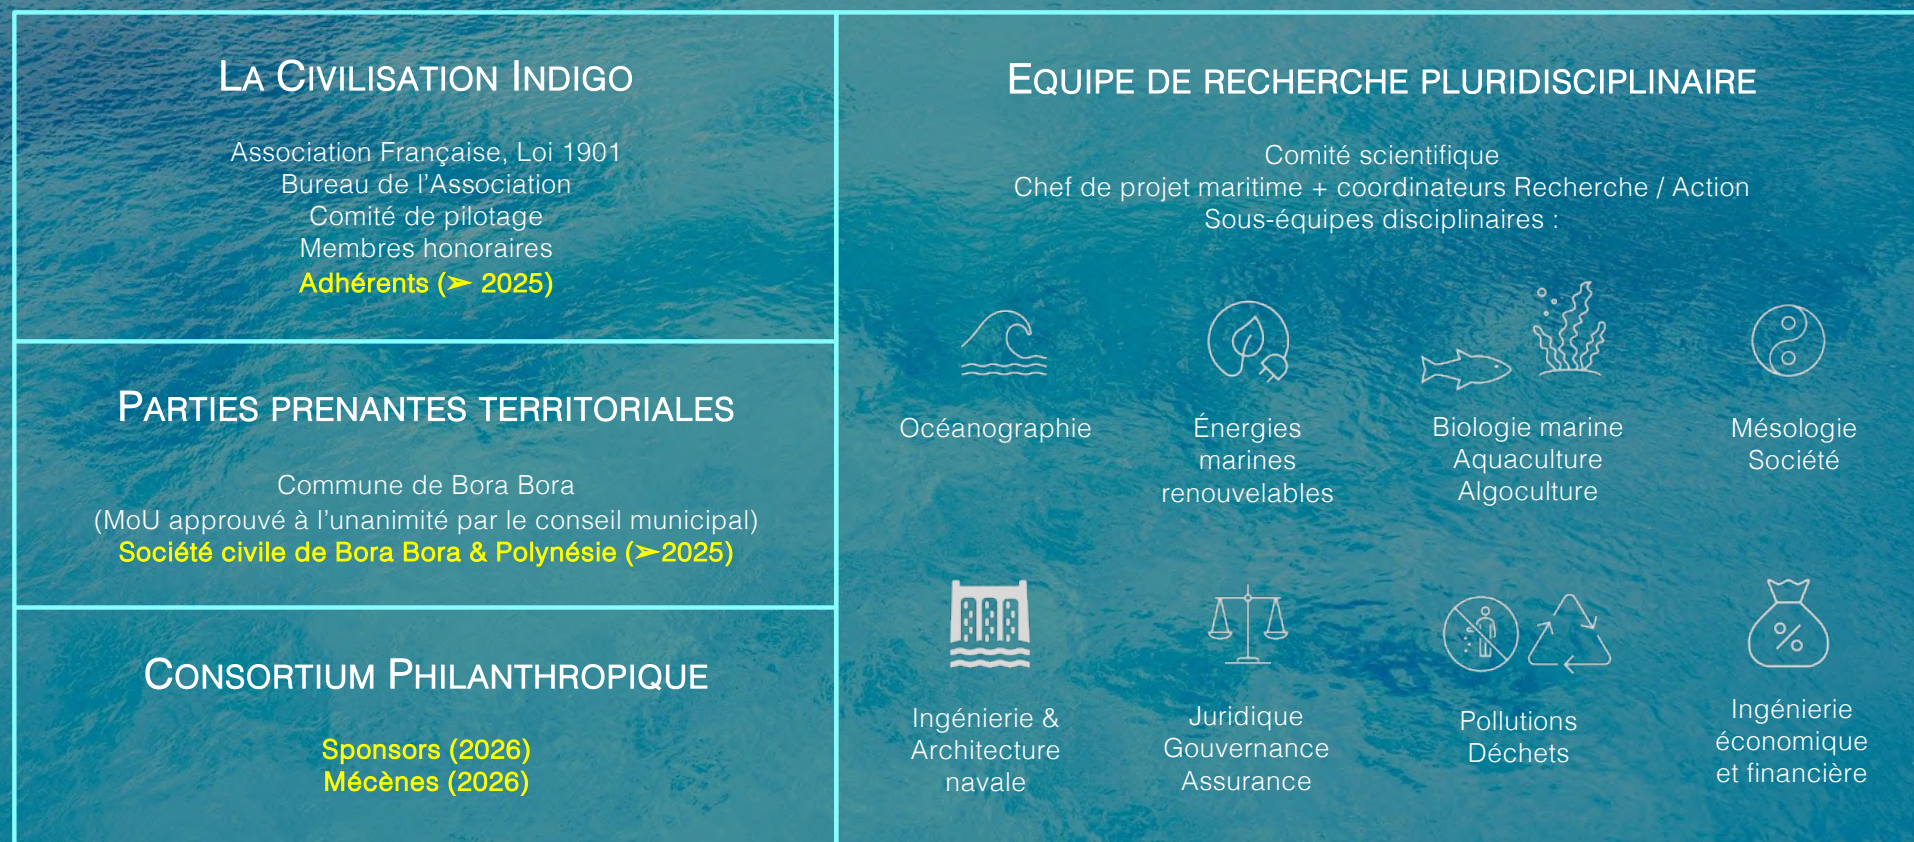 LA CIVILISATION INDIGO
Association Française, Loi 1901
Bureau de l'Association
Comité de pilotage
Membres honoraires
Adhérents (➢ 2025)
PARTIES PRENANTES TERRITORIALES
Commune de Bora Bora
(MoU approuvé à l'unanimité par le conseil municipal)
Société civile de Bora Bora & Polynésie (➢2025)
CONSORTIUM PHILANTHROPIQUE
Sponsors (2026)
Mécènes (2026)
EQUIPE DE RECHERCHE PLURIDISCIPLINAIRE
Comité scientifique
Chef de projet maritime + coordinateurs Recherche / Action
Sous-équipes disciplinaires :
Océanographie
Énergies
marines
renouvelables
Biologie marine
Aquaculture
Algoculture
Mésologie
Société
Ingénierie &
Architecture
navale
Juridique
Gouvernance
Assurance
Pollutions
Déchets
%
Ingénierie
économique
et financière